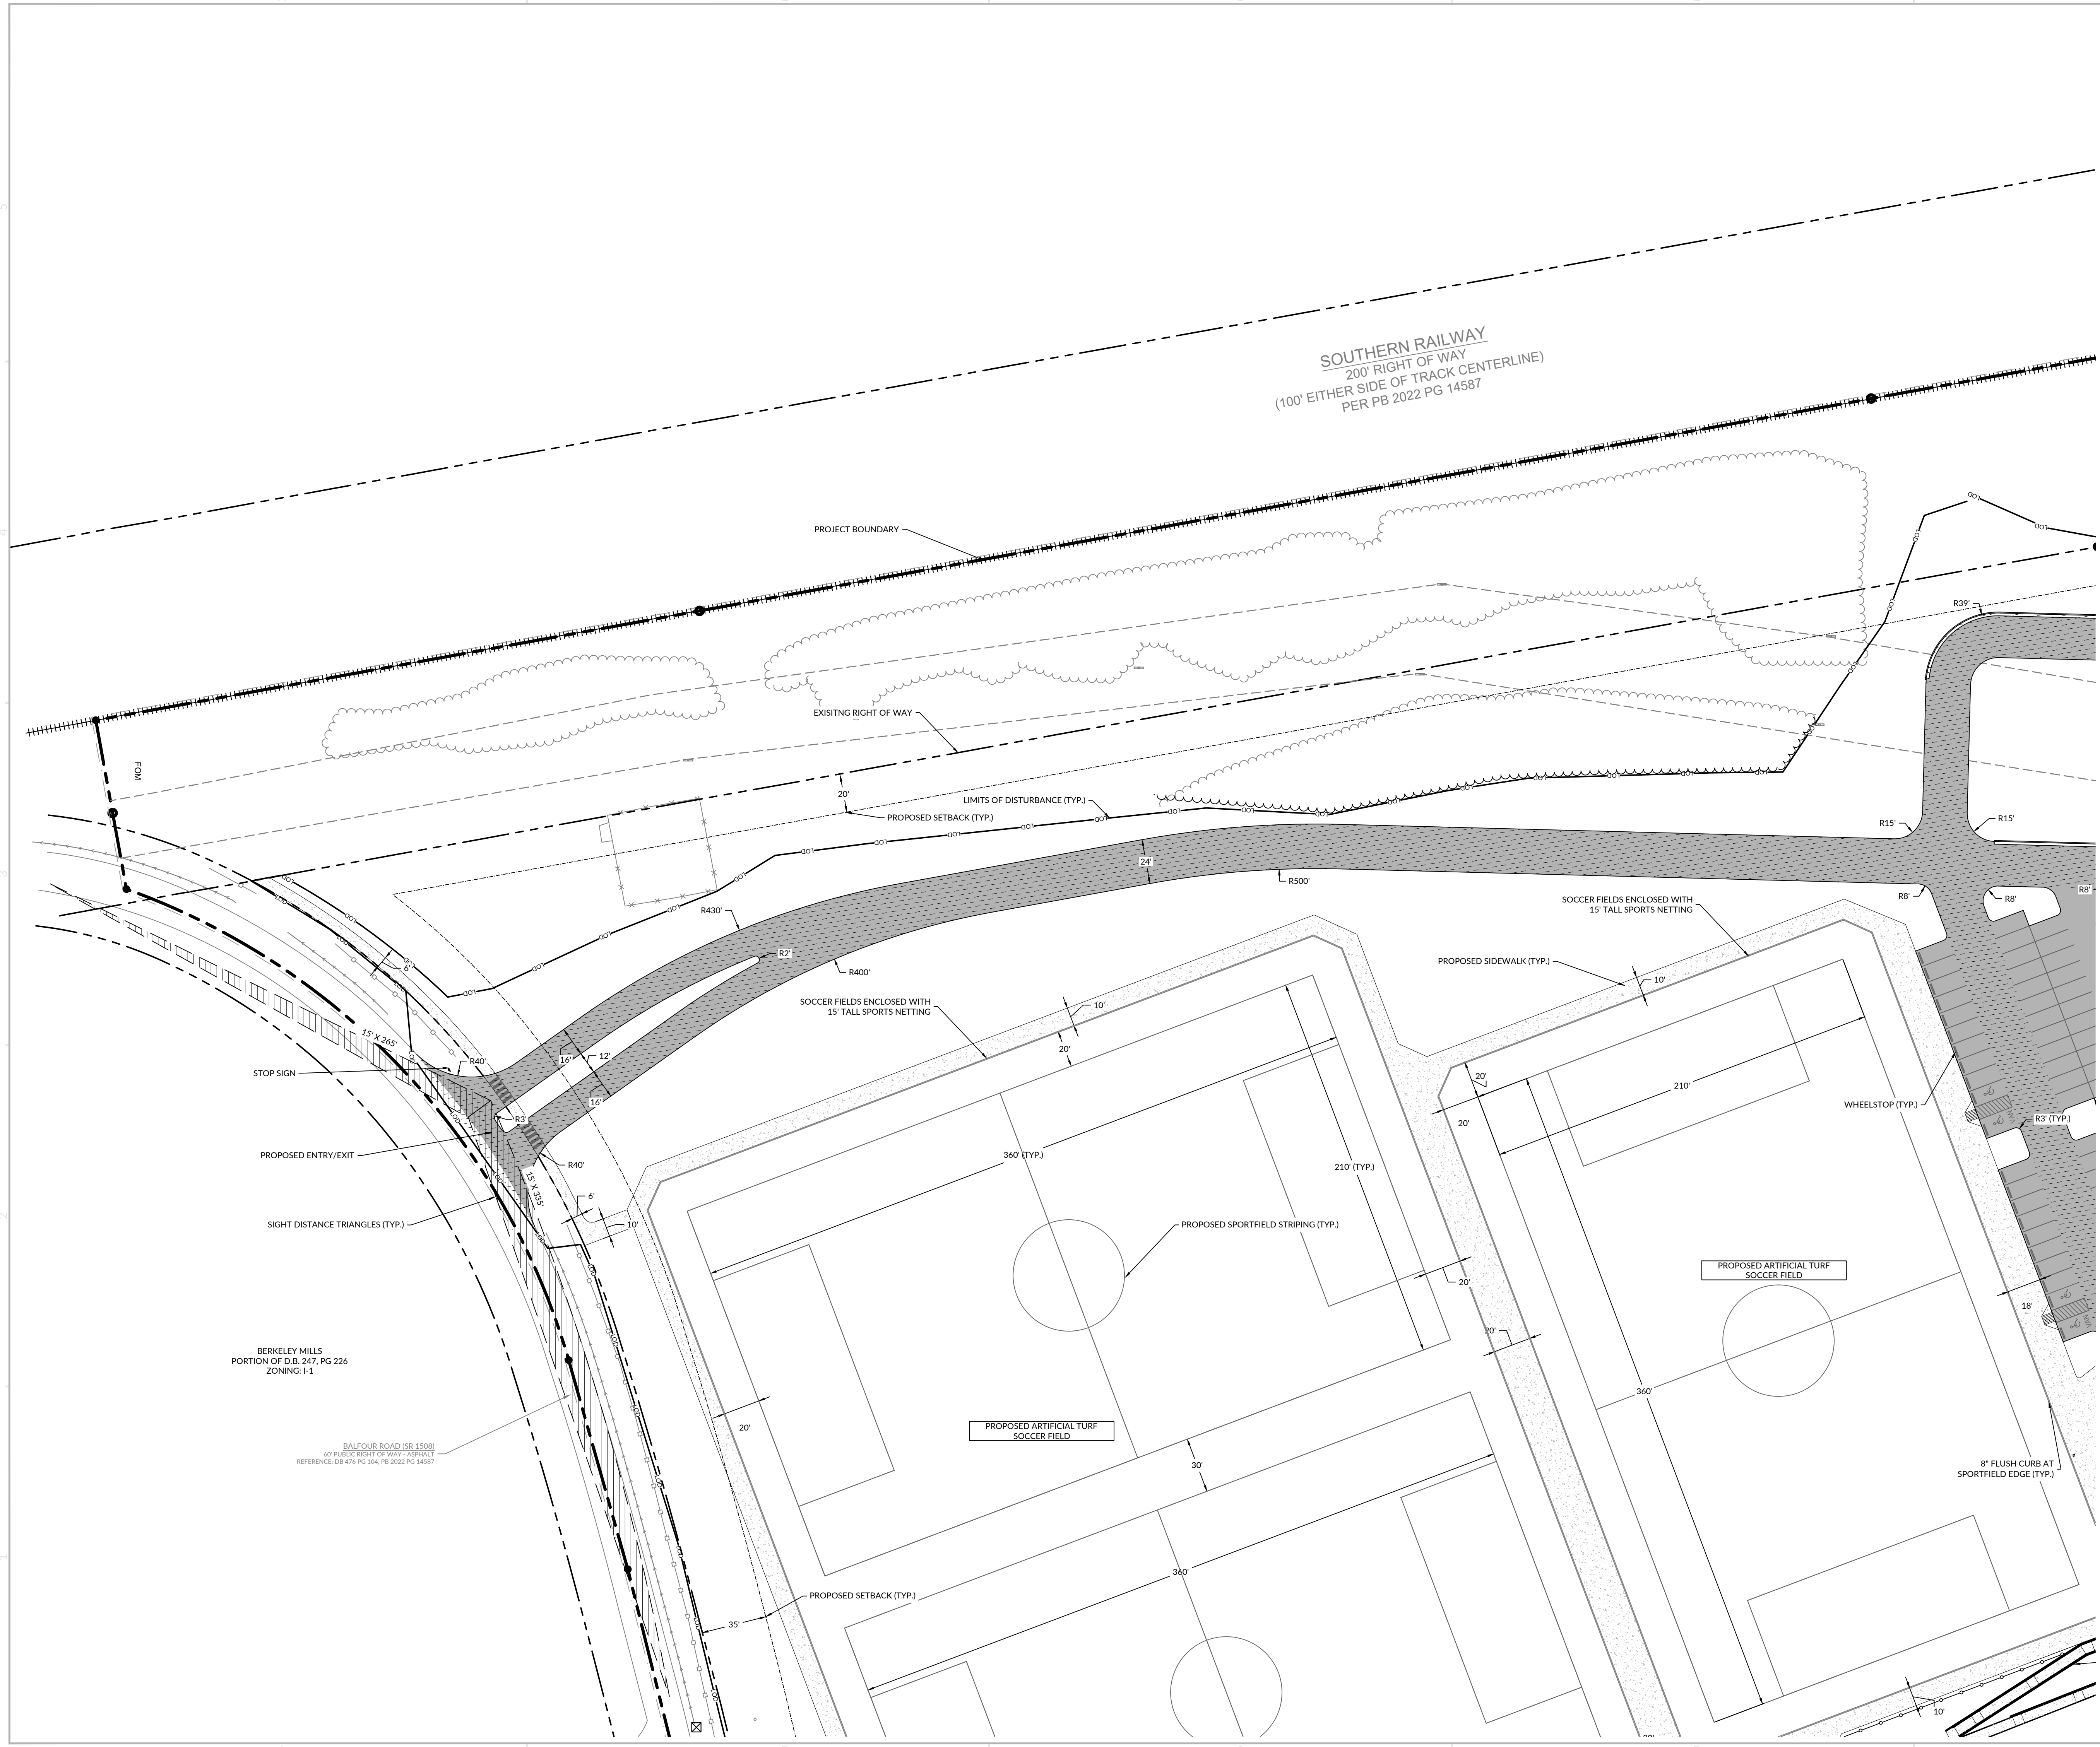 SOUTHERN RAILWAY
200' RIGHT OF WAY
(100' EITHER SIDE OF TRACK CENTERLINE)
PER PB 2022 PG 14587
PROJECT BOUNDARY
R39'
EXISITNG RIGHT OF WAY
FOM
20'
LIMITS OF DISTURBANCE (TYP.)
PROPOSED SETBACK (TYP.)
R15'
R15'
24'
R500'
R8'
R8'
R8'
R430'
SOCCER FIELDS ENCLOSED WITH
15' TALL SPORTS NETTING
6'
R2'
R400'
PROPOSED SIDEWALK (TYP.)
10'
SOCCER FIELDS ENCLOSED WITH
15' TALL SPORTS NETTING
10'
15' X 265'
20'
STOP SIGN
R40'
16'
12'
16'
20'
210'
WHEELSTOP (TYP.)
R3'
20'
R3' (TYP.)
PROPOSED ENTRY/EXIT
R40'
360' (TYP.)
210' (TYP.)
15' X 335'
6'
SIGHT DISTANCE TRIANGLES (TYP.)
10'
PROPOSED SPORTFIELD STRIPING (TYP.)
20'
PROPOSED ARTIFICIAL TURF
SOCCER FIELD
18'
20'
BERKELEY MILLS
PORTION OF D.B. 247, PG 226
ZONING: I-1
360'
20'
PROPOSED ARTIFICIAL TURF
SOCCER FIELD
BALFOUR ROAD (SR 1508)
60' PUBLIC RIGHT OF WAY - ASPHALT
REFERENCE: DB 476 PG 104, PB 2022 PG 14587
30'
8" FLUSH CURB AT
SPORTFIELD EDGE (TYP.)
360'
PROPOSED SETBACK (TYP.)
35'
10'
LOD
VAN
VAN